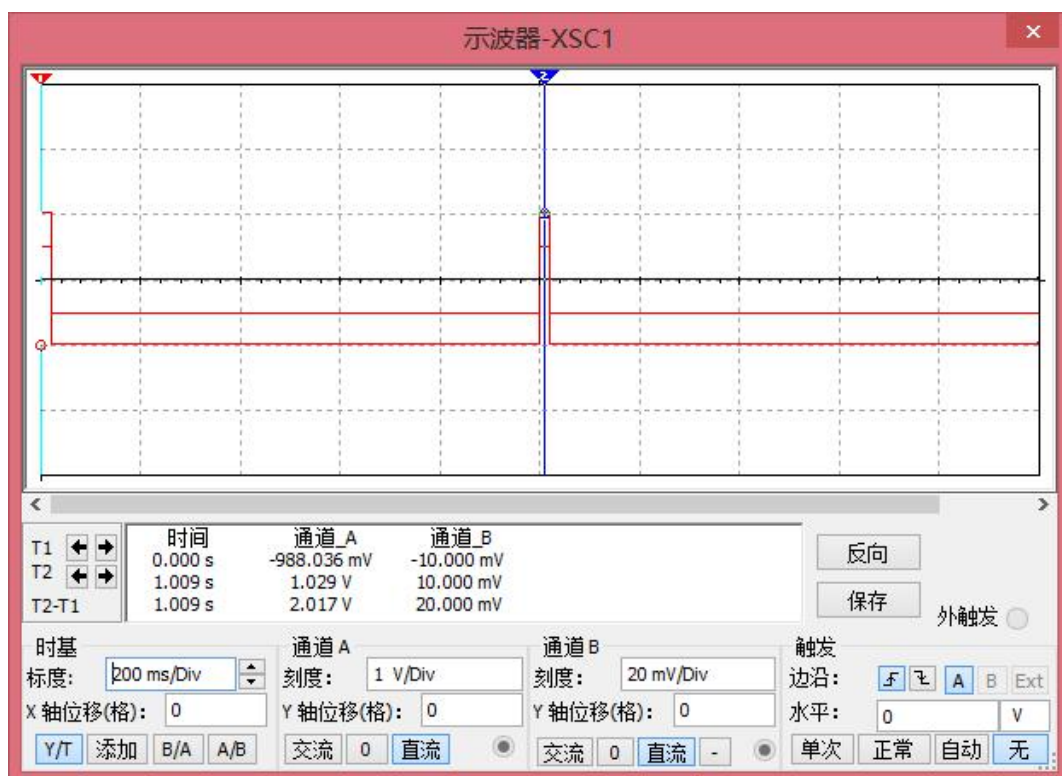 示波器-XSC1
×
1
2
T1
T2
T2-T1
时间 通道_A 通道_B
0.000 s -988.036 mV -10.000 mV
1.009 s 1.029 V 10.000 mV
1.009 s 2.017 V 20.000 mV
反向
保存
外触发
时基
标度: 200 ms/Div
X 轴位移(格): 0
Y/T 添加 B/A A/B
通道 A
刻度: 1 V/Div
Y 轴位移(格): 0
交流 0 直流
通道 B
刻度: 20 mV/Div
Y 轴位移(格): 0
交流 0 直流 -
触发
边沿: A B Ext
水平: 0 V
单次 正常 自动 无